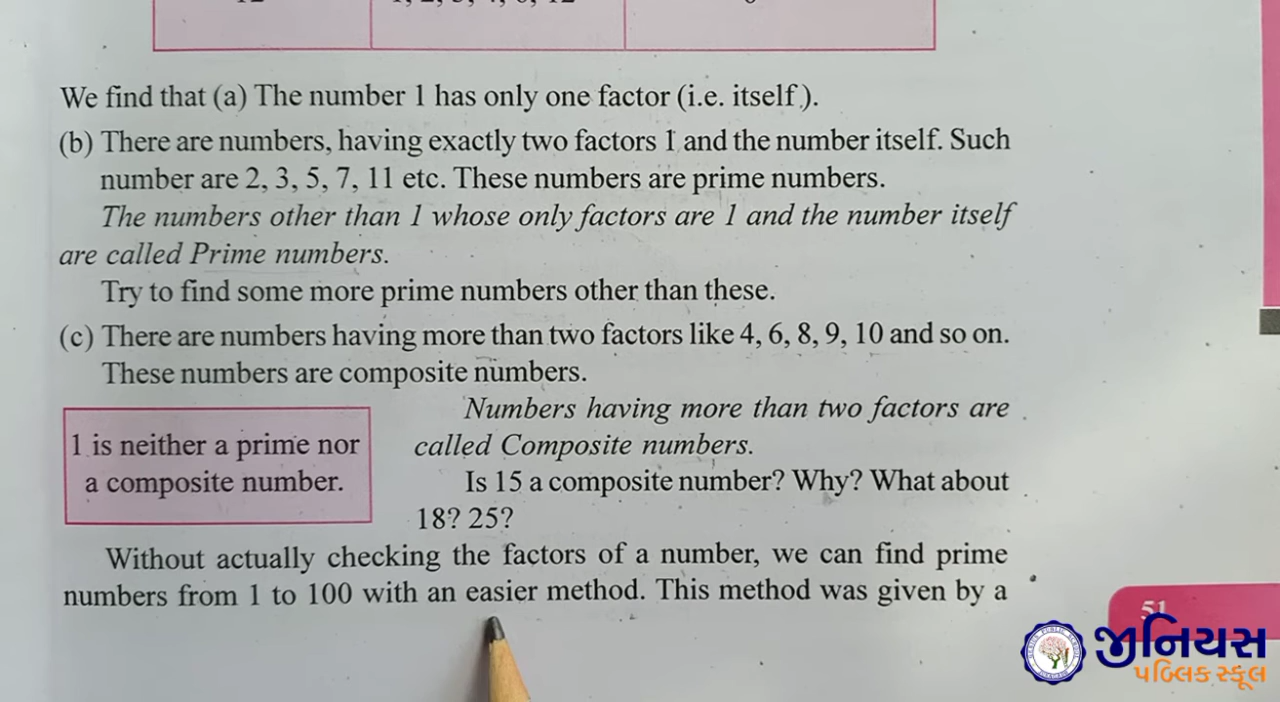 We find that (a) The number 1 has only one factor (i.e. itself ).
(b) There are numbers, having exactly two factors 1 and the number itself. Such
number are 2, 3, 5, 7, 11 etc. These numbers are prime numbers.
The numbers other than 1 whose only factors are 1 and the number itself
are called Prime numbers.
Try to find some more prime numbers other than these.
(c) There are numbers having more than two factors like 4, 6, 8, 9, 10 and so on.
These numbers are composite numbers.
Numbers having more than two factors are
called Composite numbers.
1 is neither a prime nor
a composite number.
Is 15 a composite number? Why? What about
18? 25?
Without actually checking the factors of a number, we can find prime
numbers from 1 to 100 with an easier method. This method was given by a
51
જીનિયસ
પબ્લિક સ્કૂલ